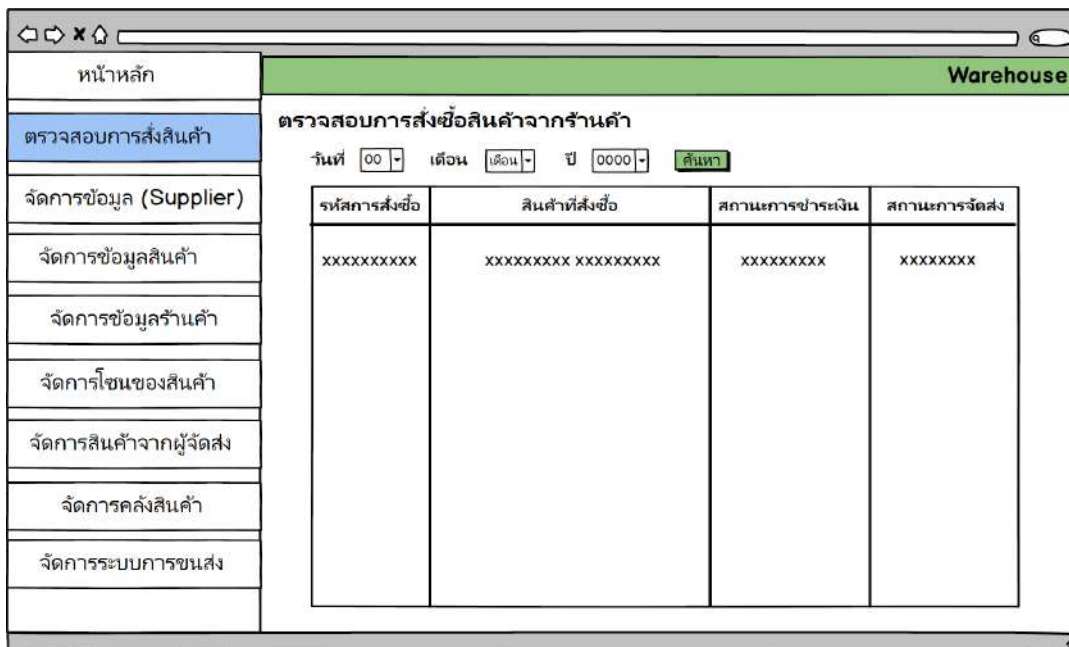 หน้าหลัก
Warehouse
ตรวจสอบการสั่งสินค้า
จัดการข้อมูล (Supplier)
จัดการข้อมูลสินค้า
จัดการข้อมูลร้านค้า
จัดการโซนของสินค้า
จัดการสินค้าจากผู้จัดส่ง
จัดการคลังสินค้า
จัดการระบบการขนส่ง
ตรวจสอบการสั่งซื้อสินค้าจากร้านค้า
วันที่ 00 เดือน เดือน ปี 0000 ค้นหา
รหัสการสั่งซื้อ สินค้าที่สั่งซื้อ สถานะการชำระเงิน สถานะการจัดส่ง
xxxxxxxxxx xxxxxxxxx xxxxxxxxx xxxxxxxxx xxxxxxxx